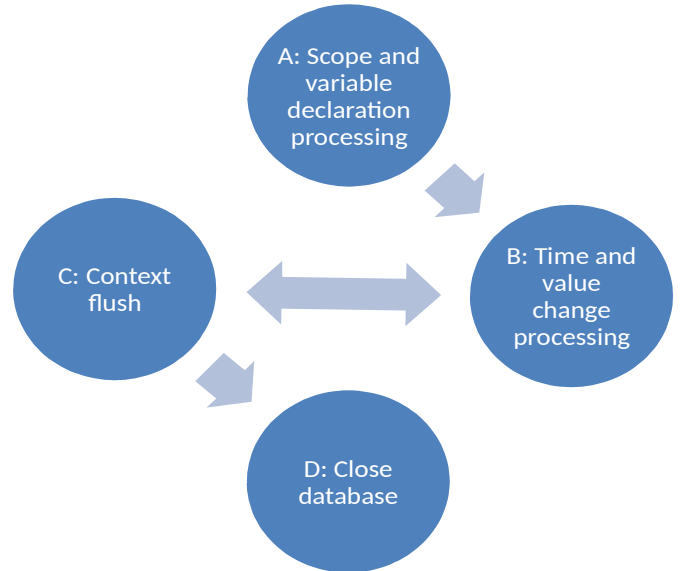 A: Scope and
variable
declaration
processing
B: Time and
value
change
processing
C: Context
flush
D: Close
database